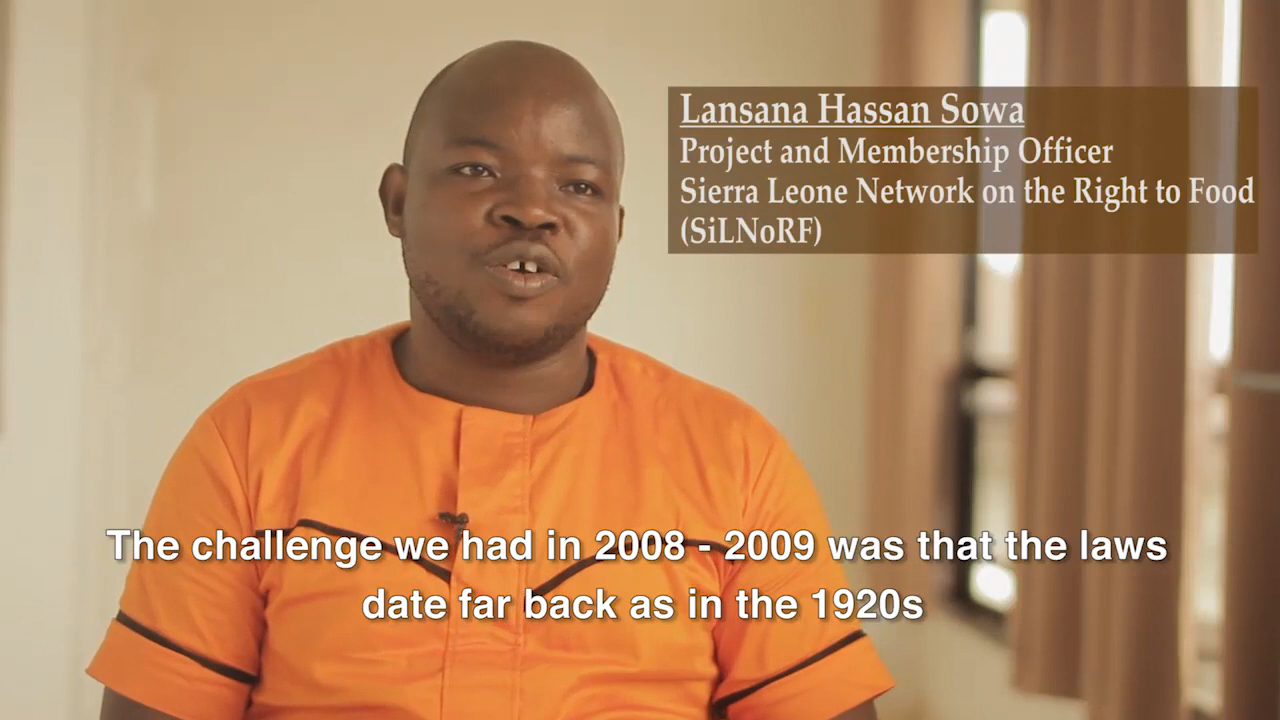 Lansana Hassan Sowa
Project and Membership Officer
Sierra Leone Network on the Right to Food
(SiLNoRF)
The challenge we had in 2008 - 2009 was that the laws
date far back as in the 1920s